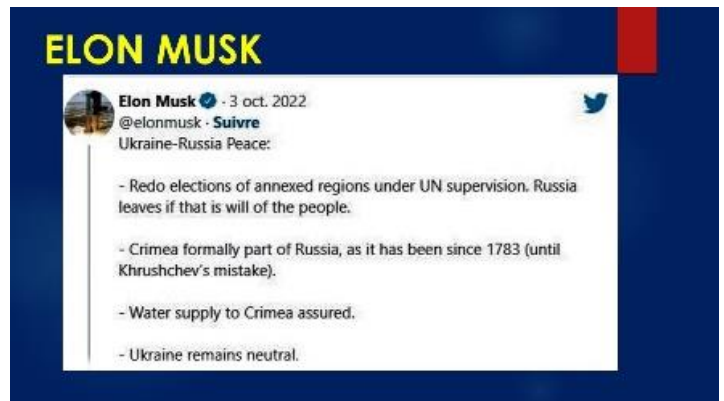 ELON MUSK
Elon Musk · 3 oct. 2022
@elonmusk · Suivre
Ukraine-Russia Peace:
- Redo elections of annexed regions under UN supervision. Russia
leaves if that is will of the people.
- Crimea formally part of Russia, as it has been since 1783 (until
Khrushchev's mistake).
- Water supply to Crimea assured.
- Ukraine remains neutral.